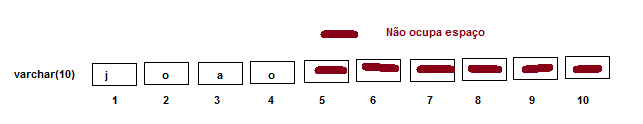 Não ocupa espaço
varchar(10) j o a o
1 2 3 4 5 6 7 8 9 10